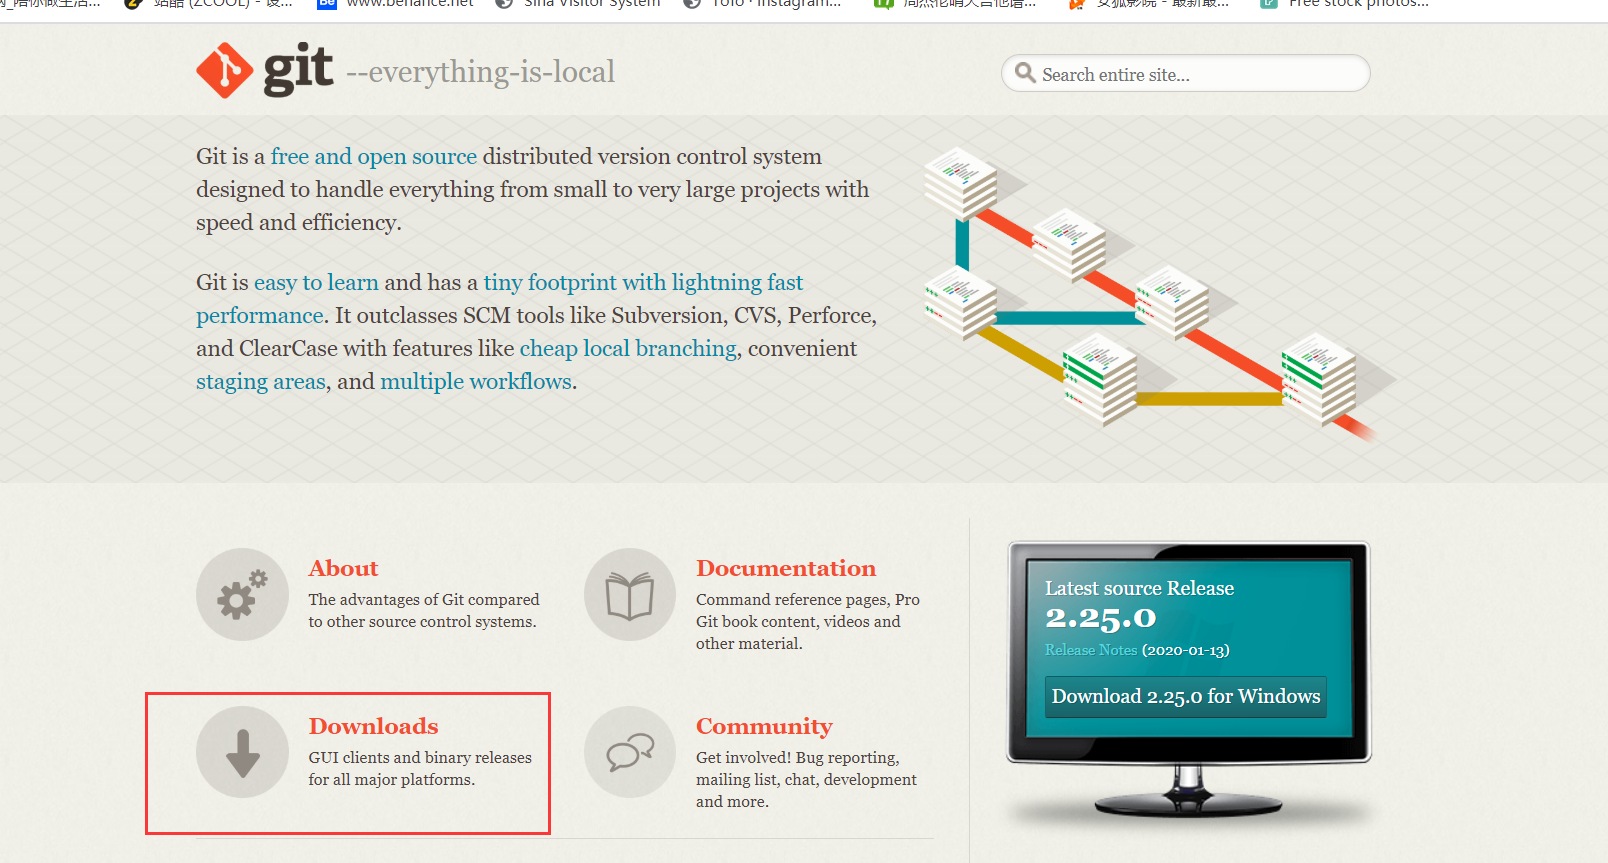 站酷 (ZCOOL) - 设...
Be www.behance.net
Sina Visitor System
Instagram...
最新最...
Free stock photos...
git --everything-is-local
Search entire site...
Git is a free and open source distributed version control system
designed to handle everything from small to very large projects with
speed and efficiency.
Git is easy to learn and has a tiny footprint with lightning fast
performance. It outclasses SCM tools like Subversion, CVS, Perforce,
and ClearCase with features like cheap local branching, convenient
staging areas, and multiple workflows.
About
The advantages of Git compared
to other source control systems.
Documentation
Command reference pages, Pro
Git book content, videos and
other material.
Downloads
GUI clients and binary releases
for all major platforms.
Community
Get involved! Bug reporting,
mailing list, chat, development
and more.
Latest source Release
2.25.0
Release Notes (2020-01-13)
Download 2.25.0 for Windows